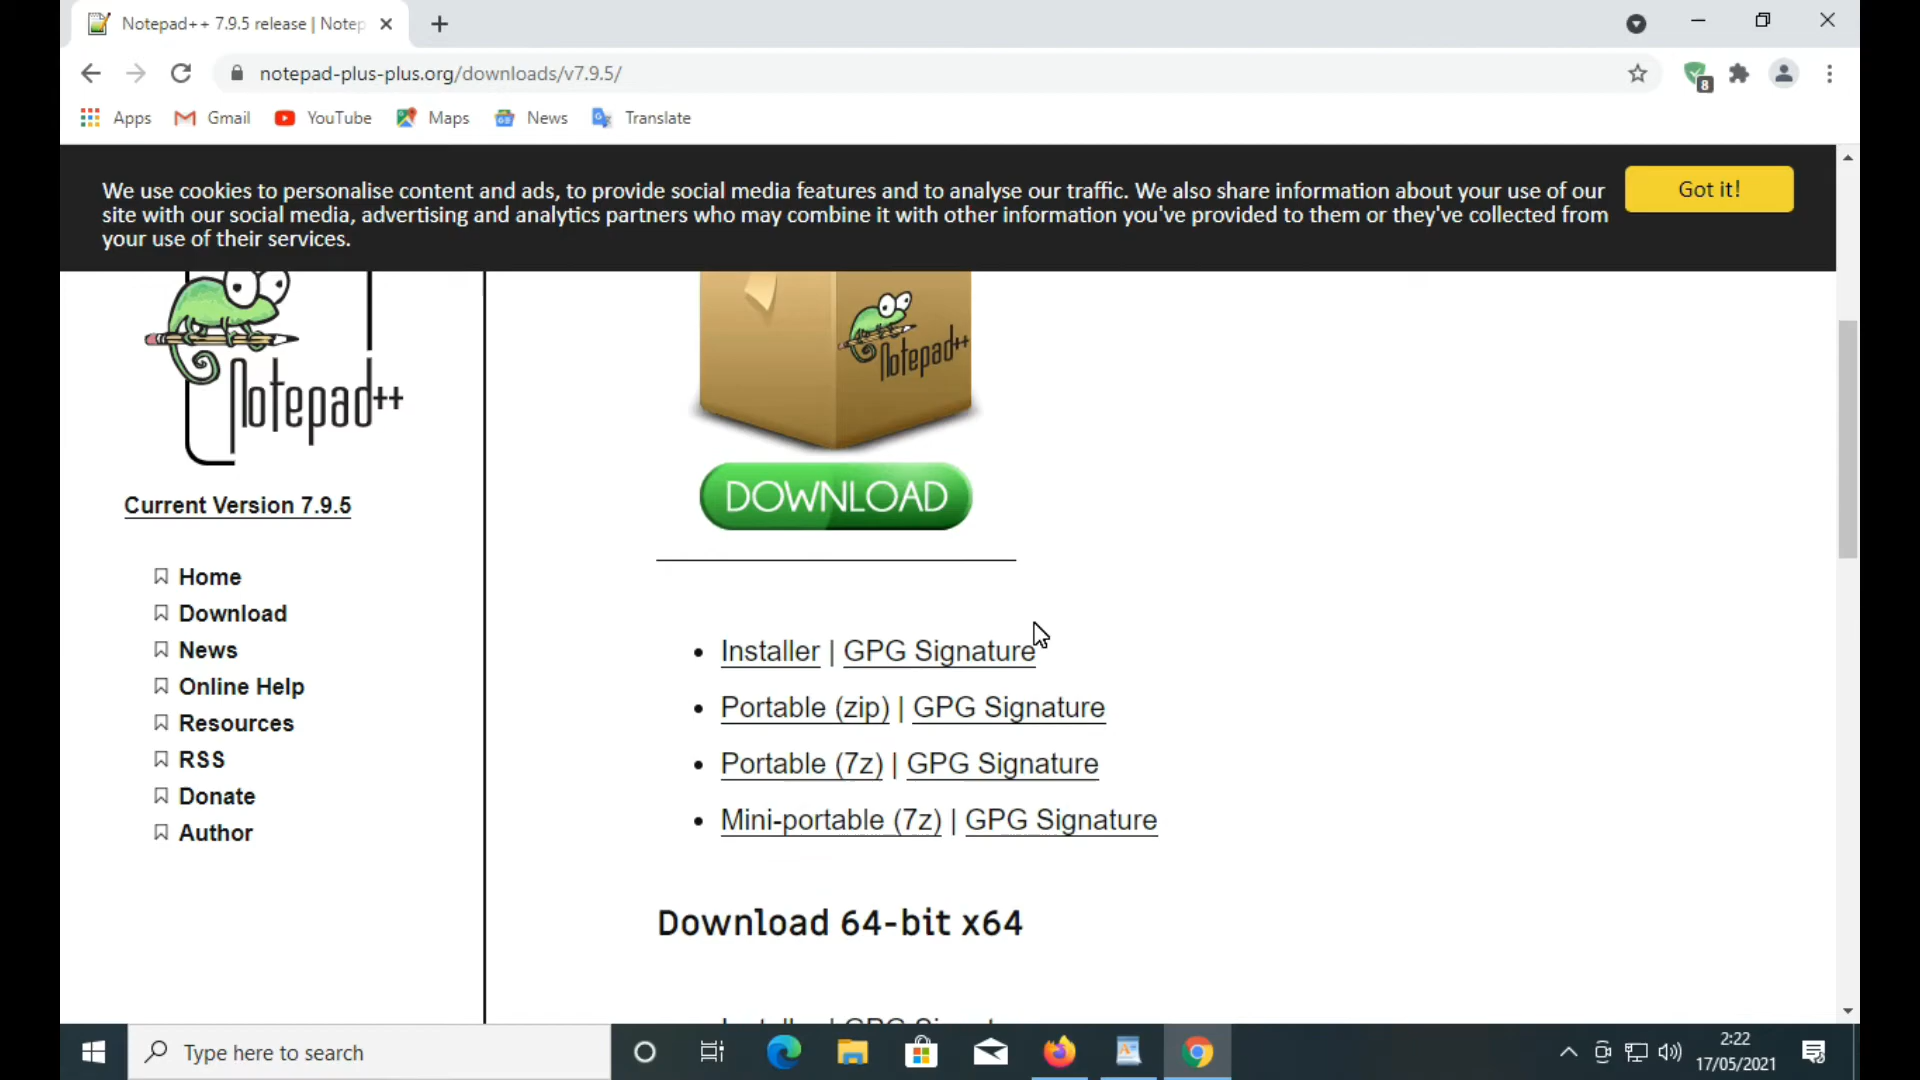 Notepad++ 7.9.5 release | Notep
notepad-plus-plus.org/downloads/v7.9.5/
8
Apps Gmail YouTube Maps News Translate
We use cookies to personalise content and ads, to provide social media features and to analyse our traffic. We also share information about your use of our
site with our social media, advertising and analytics partners who may combine it with other information you've provided to them or they've collected from
your use of their services.
Got it!
Notepad++
Current Version 7.9.5
Home
Download
News
Online Help
Resources
RSS
Donate
Author
Notepad++
DOWNLOAD
Installer | GPG Signature
Portable (zip) | GPG Signature
Portable (7z) | GPG Signature
Mini-portable (7z) | GPG Signature
Download 64-bit x64
Installer | GPG Signature
Type here to search
2:22
17/05/2021